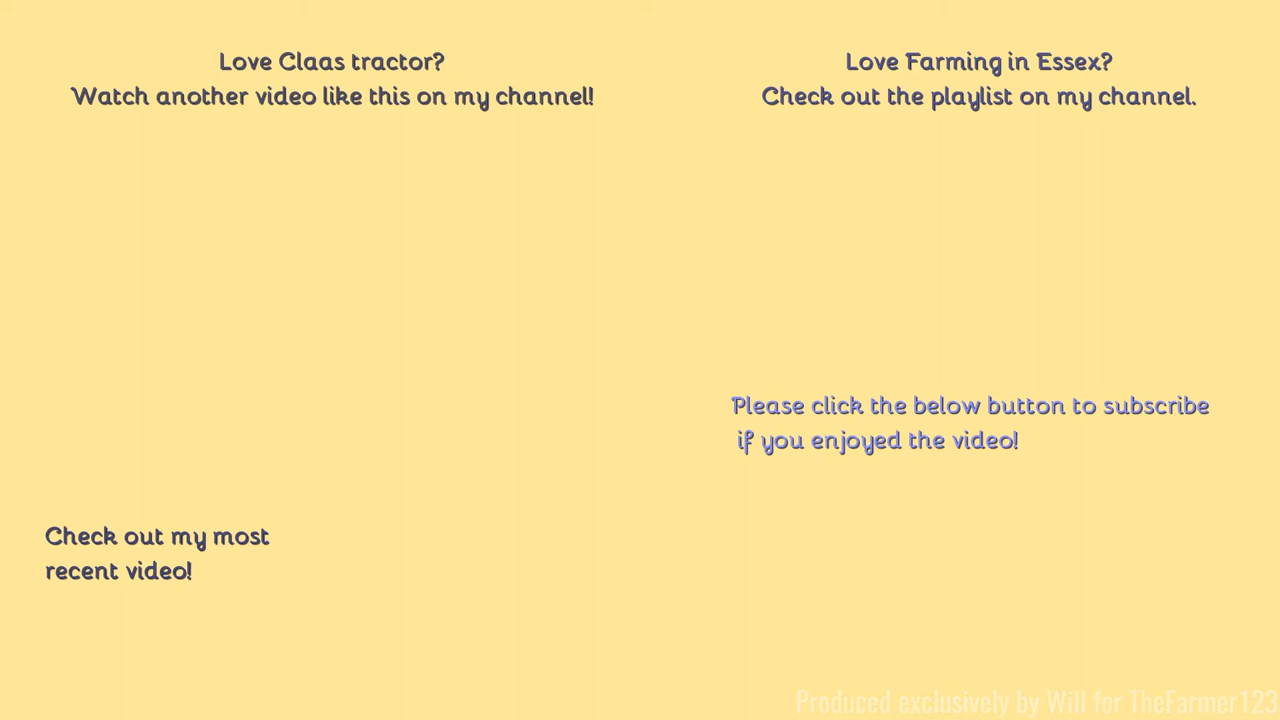 Love Claas tractor?
Watch another video like this on my channel!
Love Farming in Essex?
Check out the playlist on my channel.
Please click the below button to subscribe
if you enjoyed the video!
Check out my most
recent video!
Produced exclusively by Will for TheFarmer123